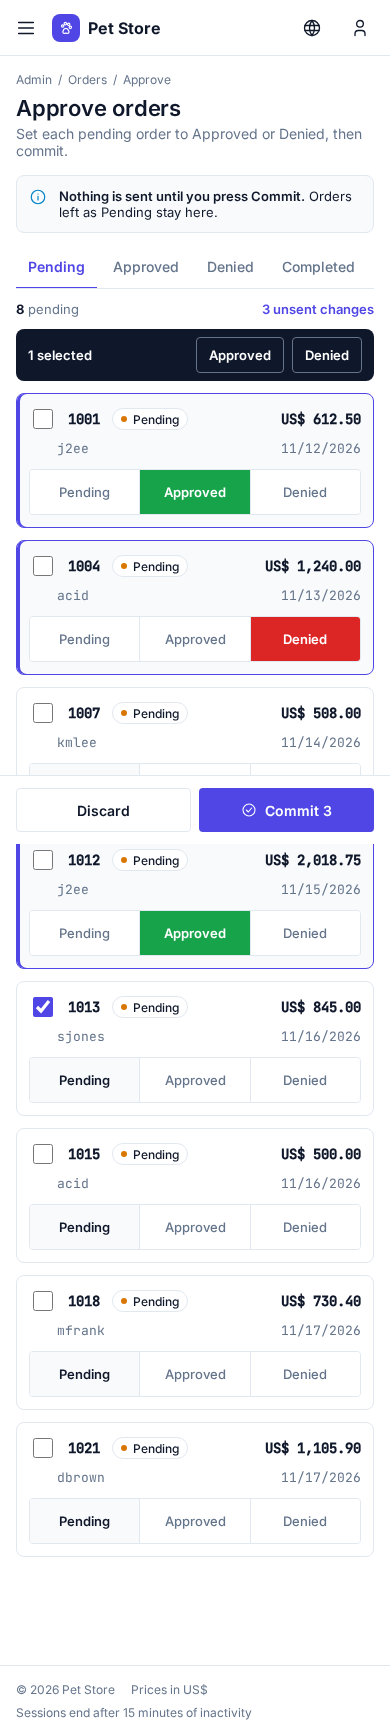 Pet Store
Admin / Orders / Approve
Approve orders
Set each pending order to Approved or Denied, then
commit.
Nothing is sent until you press Commit. Orders
left as Pending stay here.
Pending Approved Denied Completed
8 pending 3 unsent changes
1 selected Approved Denied
1001 Pending US$ 612.50
j2ee 11/12/2026
Pending Approved Denied
1004 Pending US$ 1,240.00
acid 11/13/2026
Pending Approved Denied
1007 Pending US$ 508.00
kmlee 11/14/2026
Discard Commit 3
1012 Pending US$ 2,018.75
j2ee 11/15/2026
Pending Approved Denied
1013 Pending US$ 845.00
sjones 11/16/2026
Pending Approved Denied
1015 Pending US$ 500.00
acid 11/16/2026
Pending Approved Denied
1018 Pending US$ 730.40
mfrank 11/17/2026
Pending Approved Denied
1021 Pending US$ 1,105.90
dbrown 11/17/2026
Pending Approved Denied
© 2026 Pet Store Prices in US$
Sessions end after 15 minutes of inactivity